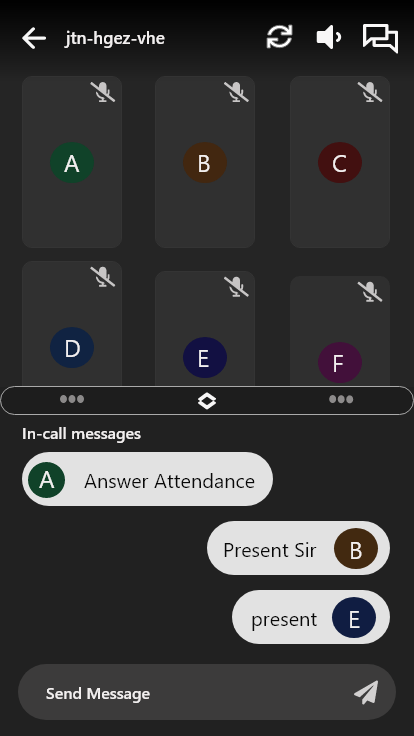 jtn-hgez-vhe
A
B
C
D
E
F
In-call messages
A Answer Attendance
Present Sir B
present E
Send Message